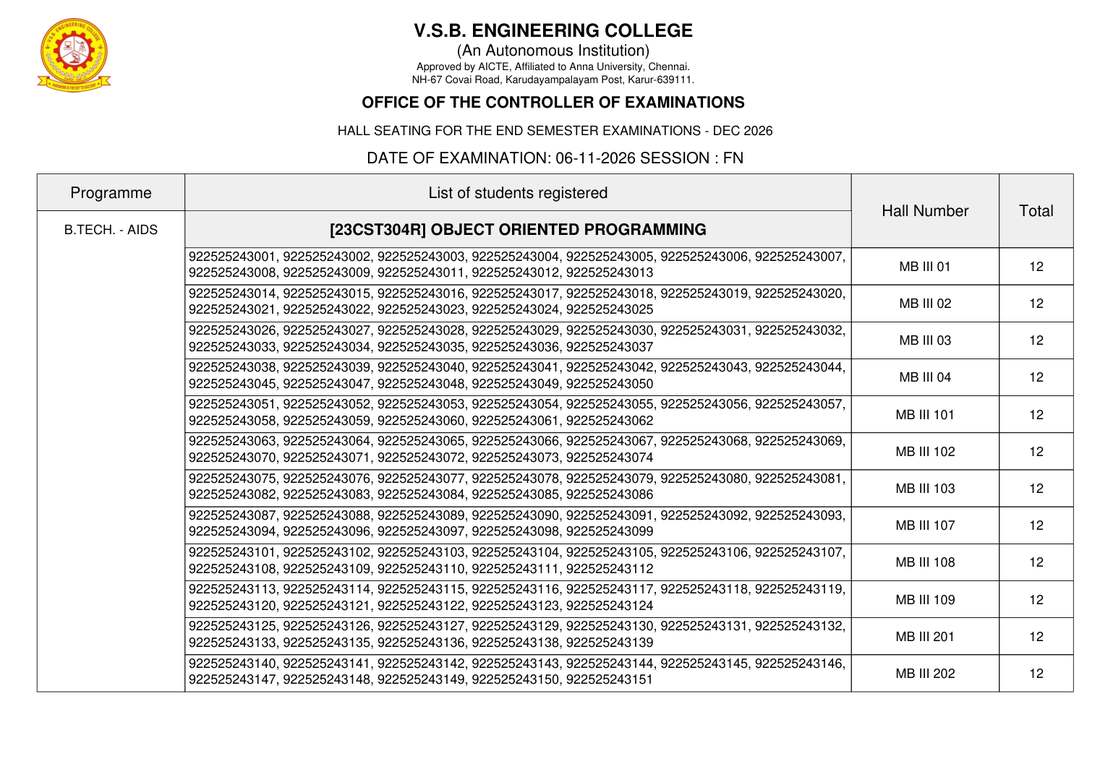 V.S.B. ENGINEERING COLLEGE
(An Autonomous Institution)
Approved by AICTE, Affiliated to Anna University, Chennai.
NH-67 Covai Road, Karudayampalayam Post, Karur-639111.
OFFICE OF THE CONTROLLER OF EXAMINATIONS
HALL SEATING FOR THE END SEMESTER EXAMINATIONS - DEC 2026
DATE OF EXAMINATION: 06-11-2026 SESSION : FN
Programme List of students registered Hall Number Total
B.TECH. - AIDS [23CST304R] OBJECT ORIENTED PROGRAMMING
922525243001, 922525243002, 922525243003, 922525243004, 922525243005, 922525243006, 922525243007,
922525243008, 922525243009, 922525243011, 922525243012, 922525243013
MB III 01 12
922525243014, 922525243015, 922525243016, 922525243017, 922525243018, 922525243019, 922525243020,
922525243021, 922525243022, 922525243023, 922525243024, 922525243025
MB III 02 12
922525243026, 922525243027, 922525243028, 922525243029, 922525243030, 922525243031, 922525243032,
922525243033, 922525243034, 922525243035, 922525243036, 922525243037
MB III 03 12
922525243038, 922525243039, 922525243040, 922525243041, 922525243042, 922525243043, 922525243044,
922525243045, 922525243047, 922525243048, 922525243049, 922525243050
MB III 04 12
922525243051, 922525243052, 922525243053, 922525243054, 922525243055, 922525243056, 922525243057,
922525243058, 922525243059, 922525243060, 922525243061, 922525243062
MB III 101 12
922525243063, 922525243064, 922525243065, 922525243066, 922525243067, 922525243068, 922525243069,
922525243070, 922525243071, 922525243072, 922525243073, 922525243074
MB III 102 12
922525243075, 922525243076, 922525243077, 922525243078, 922525243079, 922525243080, 922525243081,
922525243082, 922525243083, 922525243084, 922525243085, 922525243086
MB III 103 12
922525243087, 922525243088, 922525243089, 922525243090, 922525243091, 922525243092, 922525243093,
922525243094, 922525243096, 922525243097, 922525243098, 922525243099
MB III 107 12
922525243101, 922525243102, 922525243103, 922525243104, 922525243105, 922525243106, 922525243107,
922525243108, 922525243109, 922525243110, 922525243111, 922525243112
MB III 108 12
922525243113, 922525243114, 922525243115, 922525243116, 922525243117, 922525243118, 922525243119,
922525243120, 922525243121, 922525243122, 922525243123, 922525243124
MB III 109 12
922525243125, 922525243126, 922525243127, 922525243129, 922525243130, 922525243131, 922525243132,
922525243133, 922525243135, 922525243136, 922525243138, 922525243139
MB III 201 12
922525243140, 922525243141, 922525243142, 922525243143, 922525243144, 922525243145, 922525243146,
922525243147, 922525243148, 922525243149, 922525243150, 922525243151
MB III 202 12